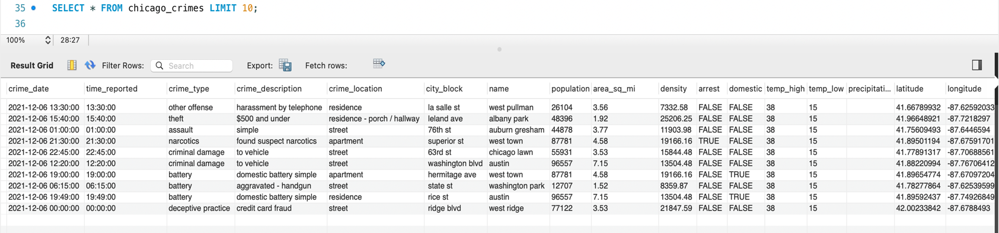 35 SELECT * FROM chicago_crimes LIMIT 10;
36
100% 28:27
Result Grid Filter Rows: Search Export: Fetch rows:
crime_date time_reported crime_type crime_description crime_location city_block name population area_sq_mi density arrest domestic temp_high temp_low precipitati... latitude longitude
2021-12-06 13:30:00 13:30:00 other offense harassment by telephone residence la salle st west pullman 26104 3.56 7332.58 FALSE FALSE 38 15 41.66789932 -87.62592033
2021-12-06 15:40:00 15:40:00 theft $500 and under residence - porch / hallway leland ave albany park 48396 1.92 25206.25 FALSE FALSE 38 15 41.96648921 -87.7218297
2021-12-06 01:00:00 01:00:00 assault simple street 76th st auburn gresham 44878 3.77 11903.98 FALSE FALSE 38 15 41.75609493 -87.6446594
2021-12-06 21:30:00 21:30:00 narcotics found suspect narcotics apartment superior st west town 87781 4.58 19166.16 TRUE FALSE 38 15 41.89501194 -87.67591701
2021-12-06 22:45:00 22:45:00 criminal damage to vehicle street 63rd st chicago lawn 55931 3.53 15844.48 FALSE FALSE 38 15 41.77891317 -87.70688561
2021-12-06 12:20:00 12:20:00 criminal damage to vehicle street washington blvd austin 96557 7.15 13504.48 FALSE FALSE 38 15 41.88220994 -87.76706412
2021-12-06 19:00:00 19:00:00 battery domestic battery simple apartment hermitage ave west town 87781 4.58 19166.16 FALSE TRUE 38 15 41.89654774 -87.67097204
2021-12-06 06:15:00 06:15:00 battery aggravated - handgun street state st washington park 12707 1.52 8359.87 FALSE FALSE 38 15 41.78277864 -87.62539599
2021-12-06 19:49:00 19:49:00 battery domestic battery simple residence rice st austin 96557 7.15 13504.48 FALSE TRUE 38 15 41.89592437 -87.74926849
2021-12-06 00:00:00 00:00:00 deceptive practice credit card fraud street ridge blvd west ridge 77122 3.53 21847.59 FALSE FALSE 38 15 42.00233842 -87.6788493